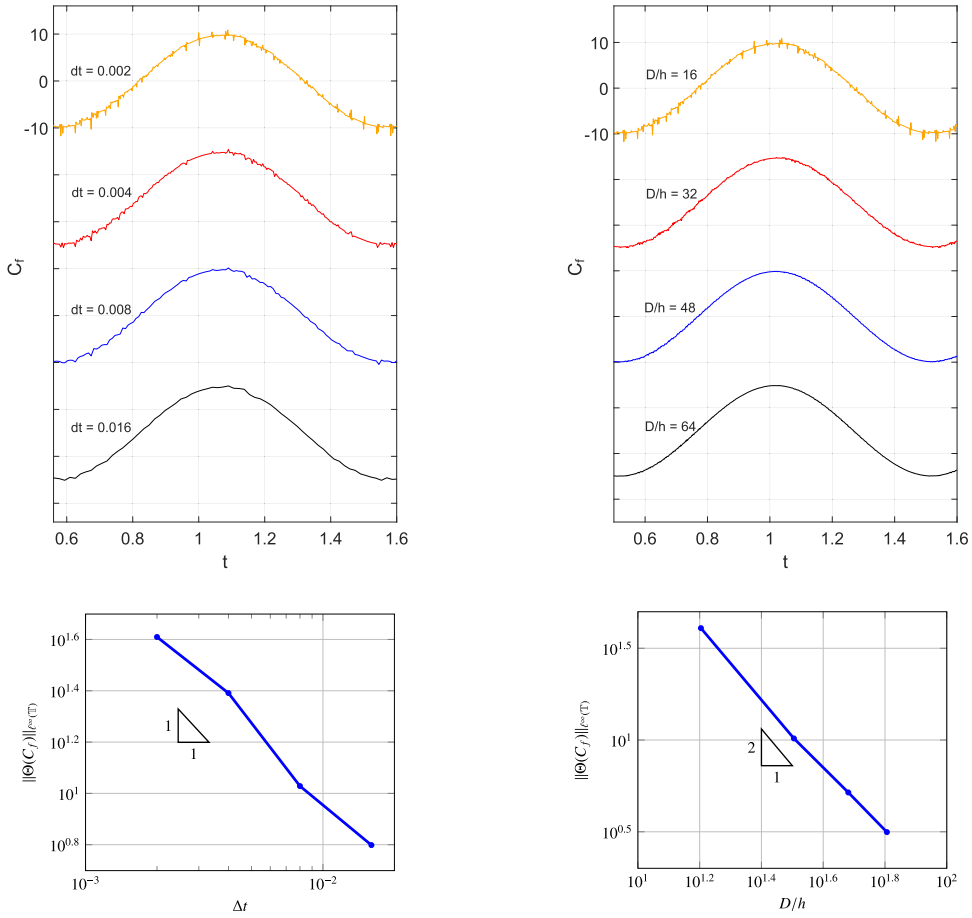 10
0
-10
C_f
dt = 0.002
dt = 0.004
dt = 0.008
dt = 0.016
0.6 0.8 1 1.2 1.4 1.6
t
10
0
-10
C_f
D/h = 16
D/h = 32
D/h = 48
D/h = 64
0.6 0.8 1 1.2 1.4 1.6
t
10^1.6
10^1.4
10^1.2
10^1
10^0.8
||Θ(C_f)||_ℓ^∞(𝕋)
1
1
10^−3 10^−2
Δt
10^1.5
10^1
10^0.5
||Θ(C_f)||_ℓ^∞(𝕋)
2
1
10^1 10^1.2 10^1.4 10^1.6 10^1.8 10^2
D/h